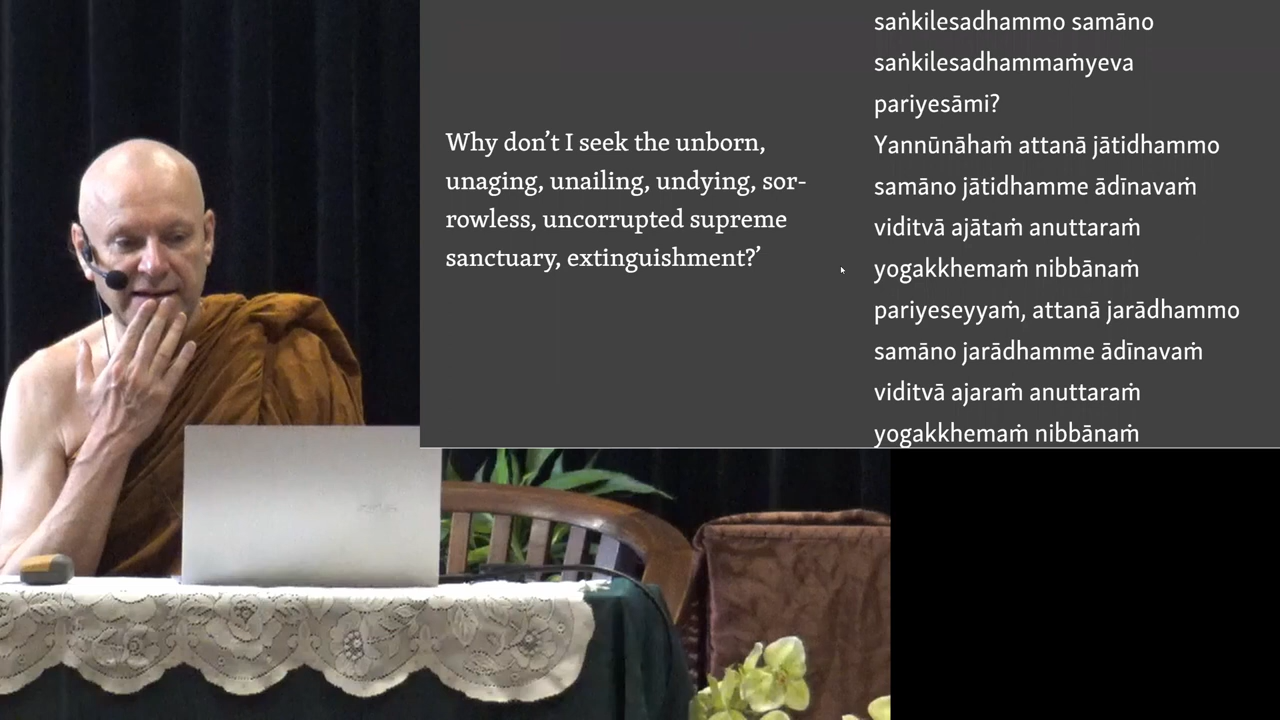 Why don’t I seek the unborn,
unaging, unailing, undying, sor-
rowless, uncorrupted supreme
sanctuary, extinguishment?’
saṅkilesadhammo samāno
saṅkilesadhammaṁyeva
pariyesāmi?
Yannūnāhaṁ attanā jātidhammo
samāno jātidhamme ādīnavaṁ
viditvā ajātaṁ anuttaraṁ
yogakkhemaṁ nibbānaṁ
pariyeseyyaṁ, attanā jarādhammo
samāno jarādhamme ādīnavaṁ
viditvā ajaraṁ anuttaraṁ
yogakkhemaṁ nibbānaṁ